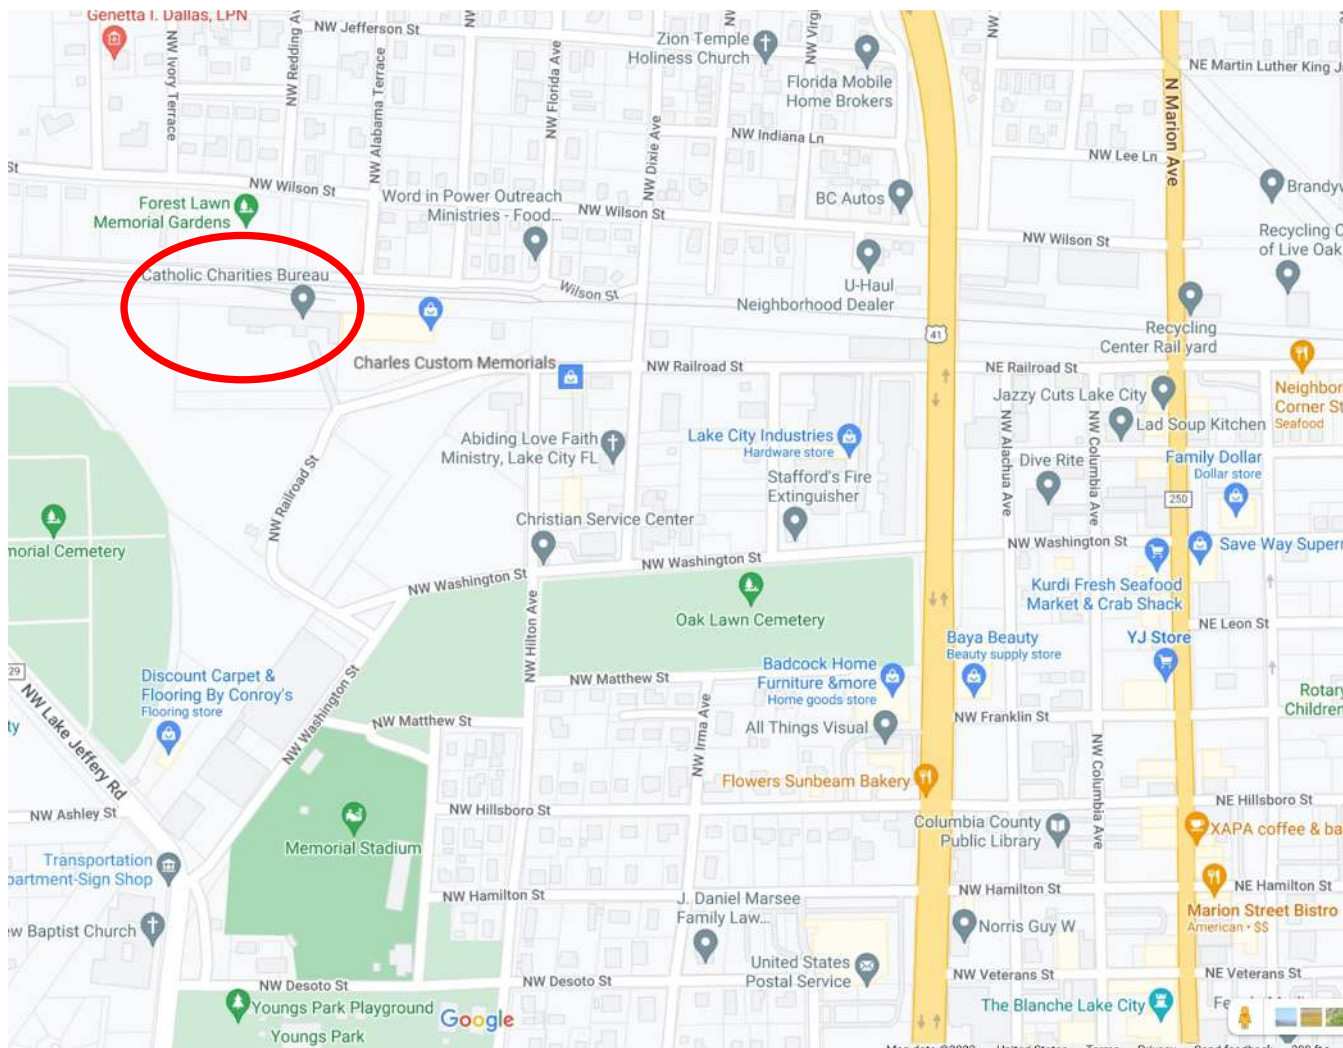 Genetta I. Dallas, LPN
NW Jefferson St
NW Redding Av
NW Ivory Terrace
NW Alabama Terrace
NW Florida Ave
NW Dixie Ave
Zion Temple
Holiness Church
NW Virgi
Florida Mobile
Home Brokers
NW
NW
NE Martin Luther King J
N Marion Ave
NW Indiana Ln
NW Lee Ln
St
NW Wilson St
Forest Lawn
Memorial Gardens
Word in Power Outreach
Ministries - Food...
NW Wilson St
BC Autos
Brandyw
NW Wilson St
Recycling C
of Live Oak
Catholic Charities Bureau
Wilson St
U-Haul
Neighborhood Dealer
41
Recycling
Center Rail yard
Charles Custom Memorials
NW Railroad St
NE Railroad St
Jazzy Cuts Lake City
Neighbor
Corner St
Seafood
Lad Soup Kitchen
Abiding Love Faith
Ministry, Lake City FL
Lake City Industries
Hardware store
NW Alachua Ave
NW Columbia Ave
Dive Rite
Family Dollar
Dollar store
Stafford's Fire
Extinguisher
250
NW Railroad St
Christian Service Center
morial Cemetery
NW Washington St
NW Washington St
NW Washington St
Save Way Superr
Kurdi Fresh Seafood
Market & Crab Shack
NW Hilton Ave
Oak Lawn Cemetery
NE Leon St
Baya Beauty
Beauty supply store
YJ Store
29
NW Lake Jeffery Rd
Discount Carpet &
Flooring By Conroy's
Flooring store
NW Washington St
NW Matthew St
Badcock Home
Furniture &more
Home goods store
Rotary
Children
ty
NW Matthew St
NW Irma Ave
All Things Visual
NW Franklin St
NW Columbia Ave
Flowers Sunbeam Bakery
NW Ashley St
NW Hillsboro St
NE Hillsboro St
Memorial Stadium
Columbia County
Public Library
XAPA coffee & ba
Transportation
partment-Sign Shop
NW Hamilton St
NW Hamilton St
NE Hamilton St
J. Daniel Marsee
Family Law...
Marion Street Bistro
American • $$
ew Baptist Church
Norris Guy W
United States
Postal Service
NW Desoto St
NW Desoto St
NW Veterans St
NE Veterans St
Youngs Park Playground
Youngs Park
Google
The Blanche Lake City